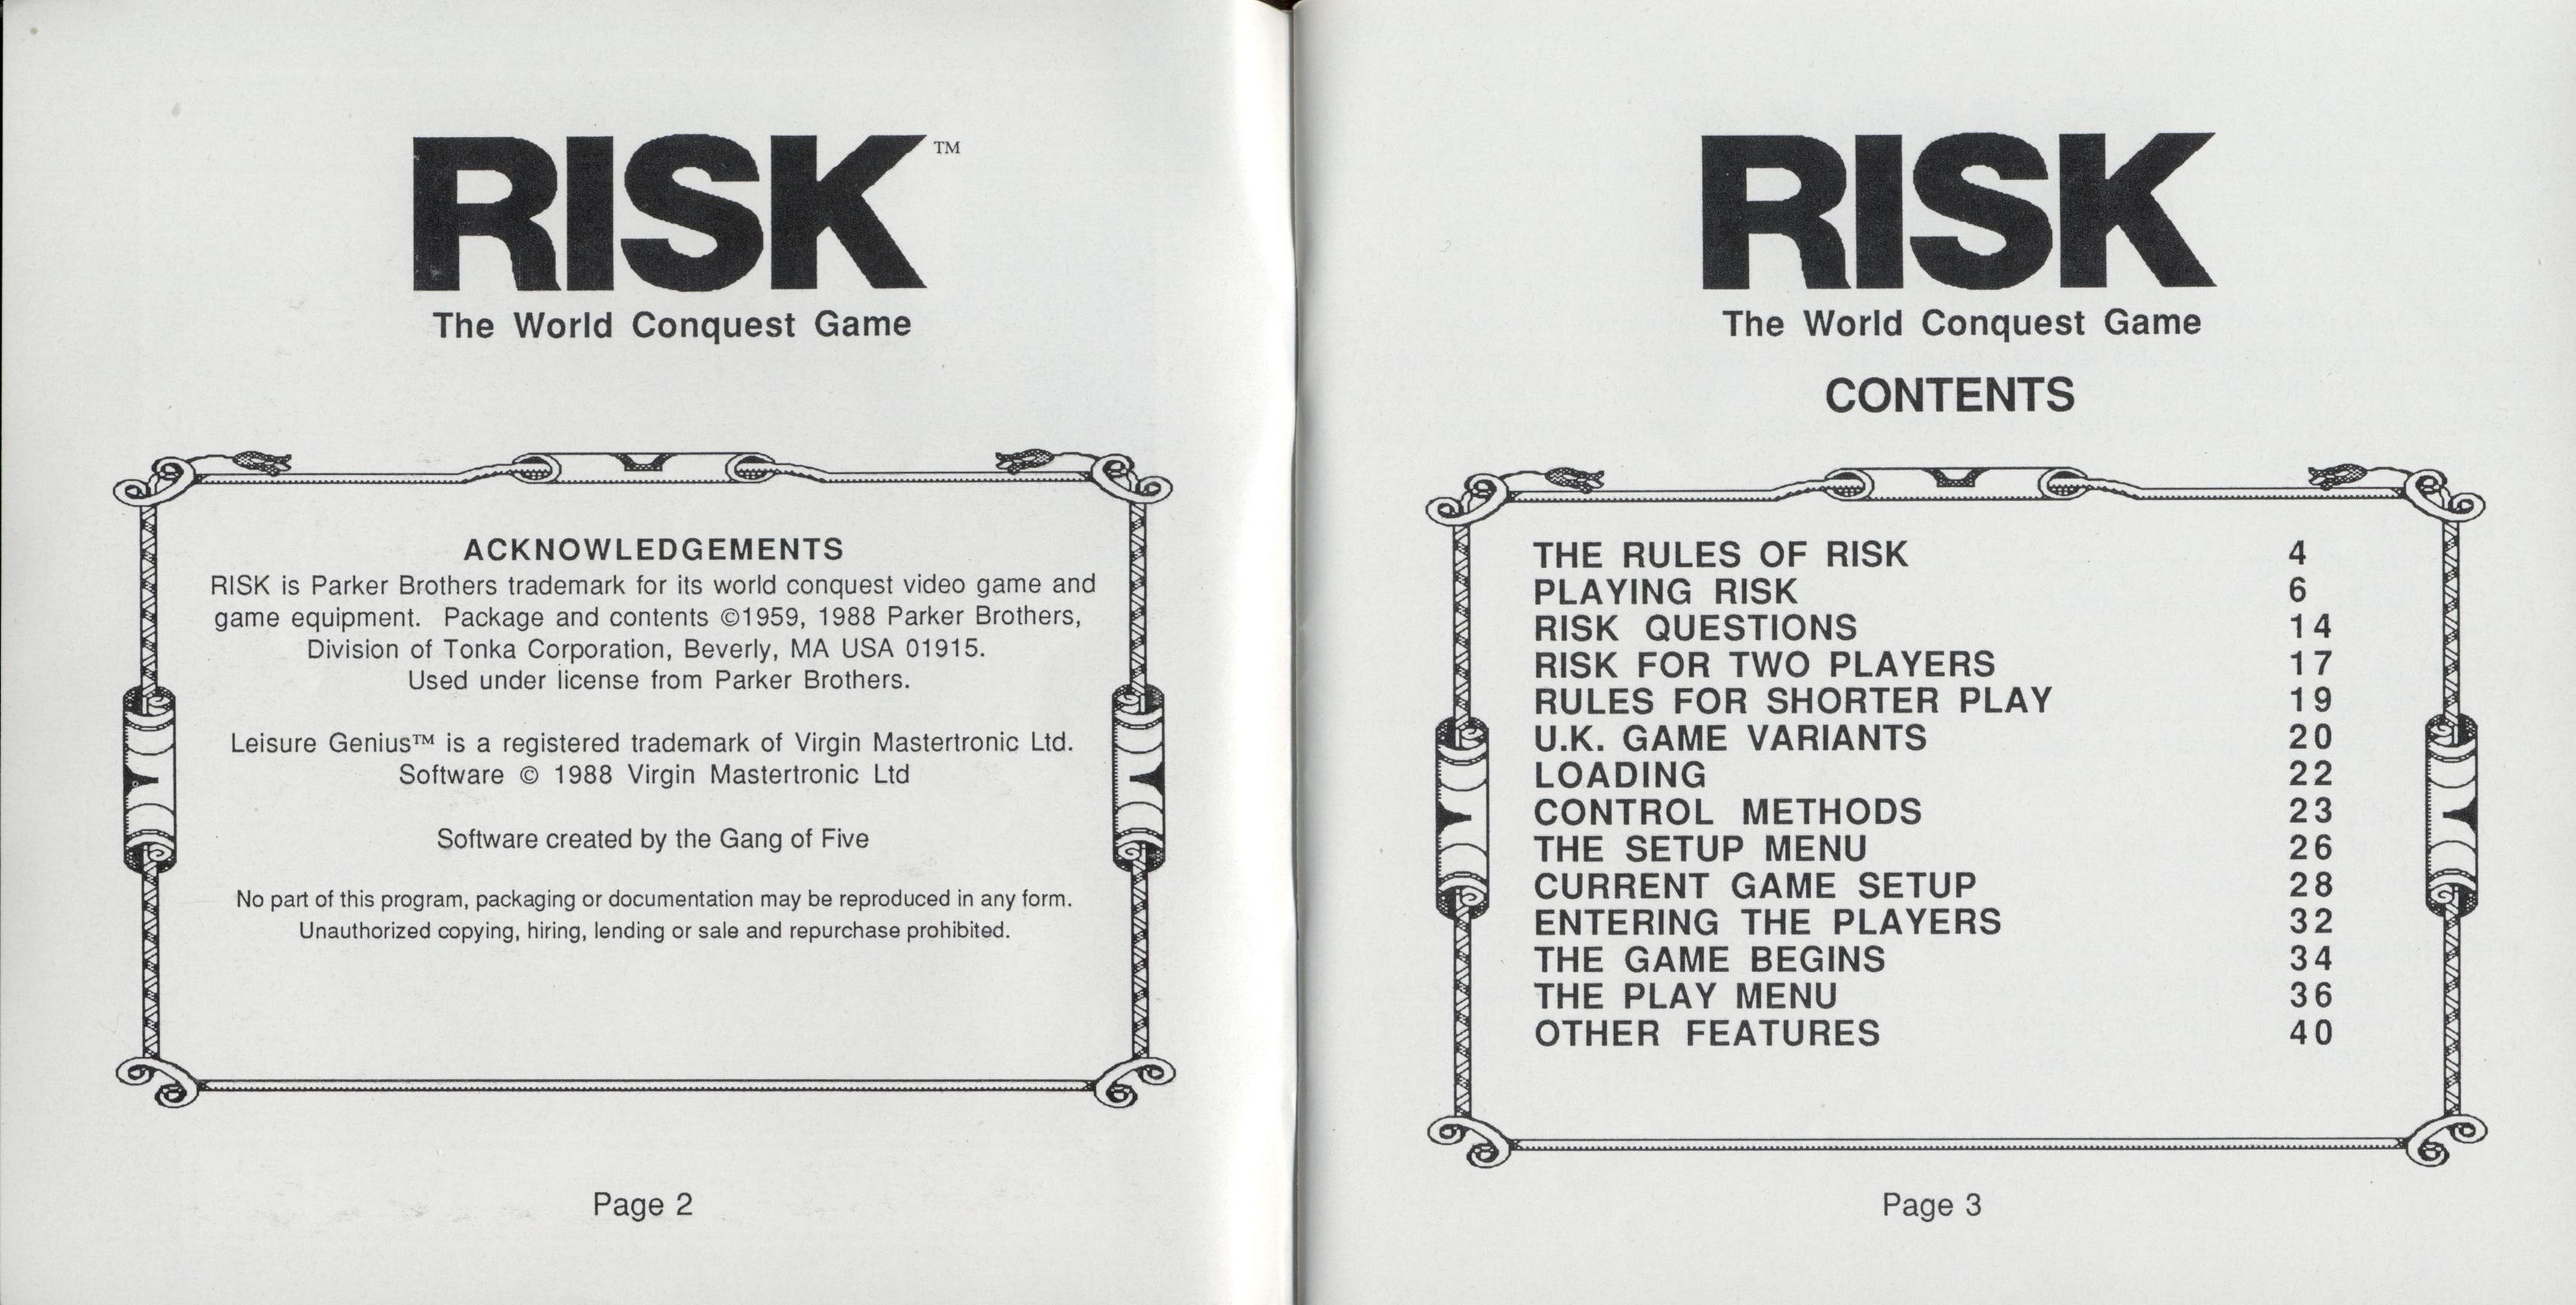 RISK™
The World Conquest Game
ACKNOWLEDGEMENTS
RISK is Parker Brothers trademark for its world conquest video game and
game equipment. Package and contents ©1959, 1988 Parker Brothers,
Division of Tonka Corporation, Beverly, MA USA 01915.
Used under license from Parker Brothers.
Leisure Genius™ is a registered trademark of Virgin Mastertronic Ltd.
Software © 1988 Virgin Mastertronic Ltd
Software created by the Gang of Five
No part of this program, packaging or documentation may be reproduced in any form.
Unauthorized copying, hiring, lending or sale and repurchase prohibited.
Page 2
RISK
The World Conquest Game
CONTENTS
THE RULES OF RISK 4
PLAYING RISK 6
RISK QUESTIONS 14
RISK FOR TWO PLAYERS 17
RULES FOR SHORTER PLAY 19
U.K. GAME VARIANTS 20
LOADING 22
CONTROL METHODS 23
THE SETUP MENU 26
CURRENT GAME SETUP 28
ENTERING THE PLAYERS 32
THE GAME BEGINS 34
THE PLAY MENU 36
OTHER FEATURES 40
Page 3